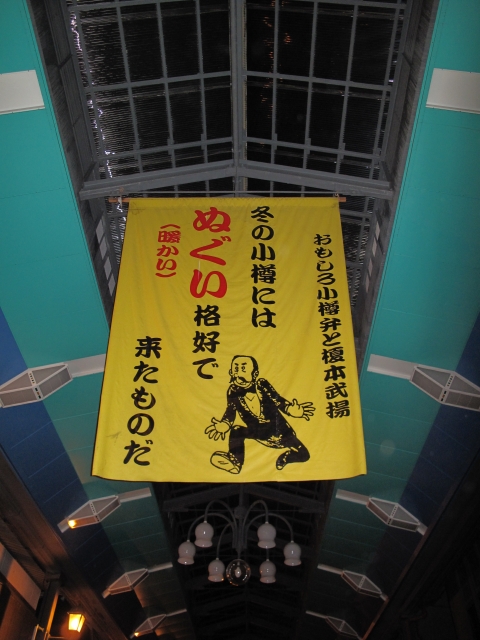 おもしろ小樽弁と榎本武揚
冬の小樽には
ぬぐい格好で
(暖かい)
来たものだ